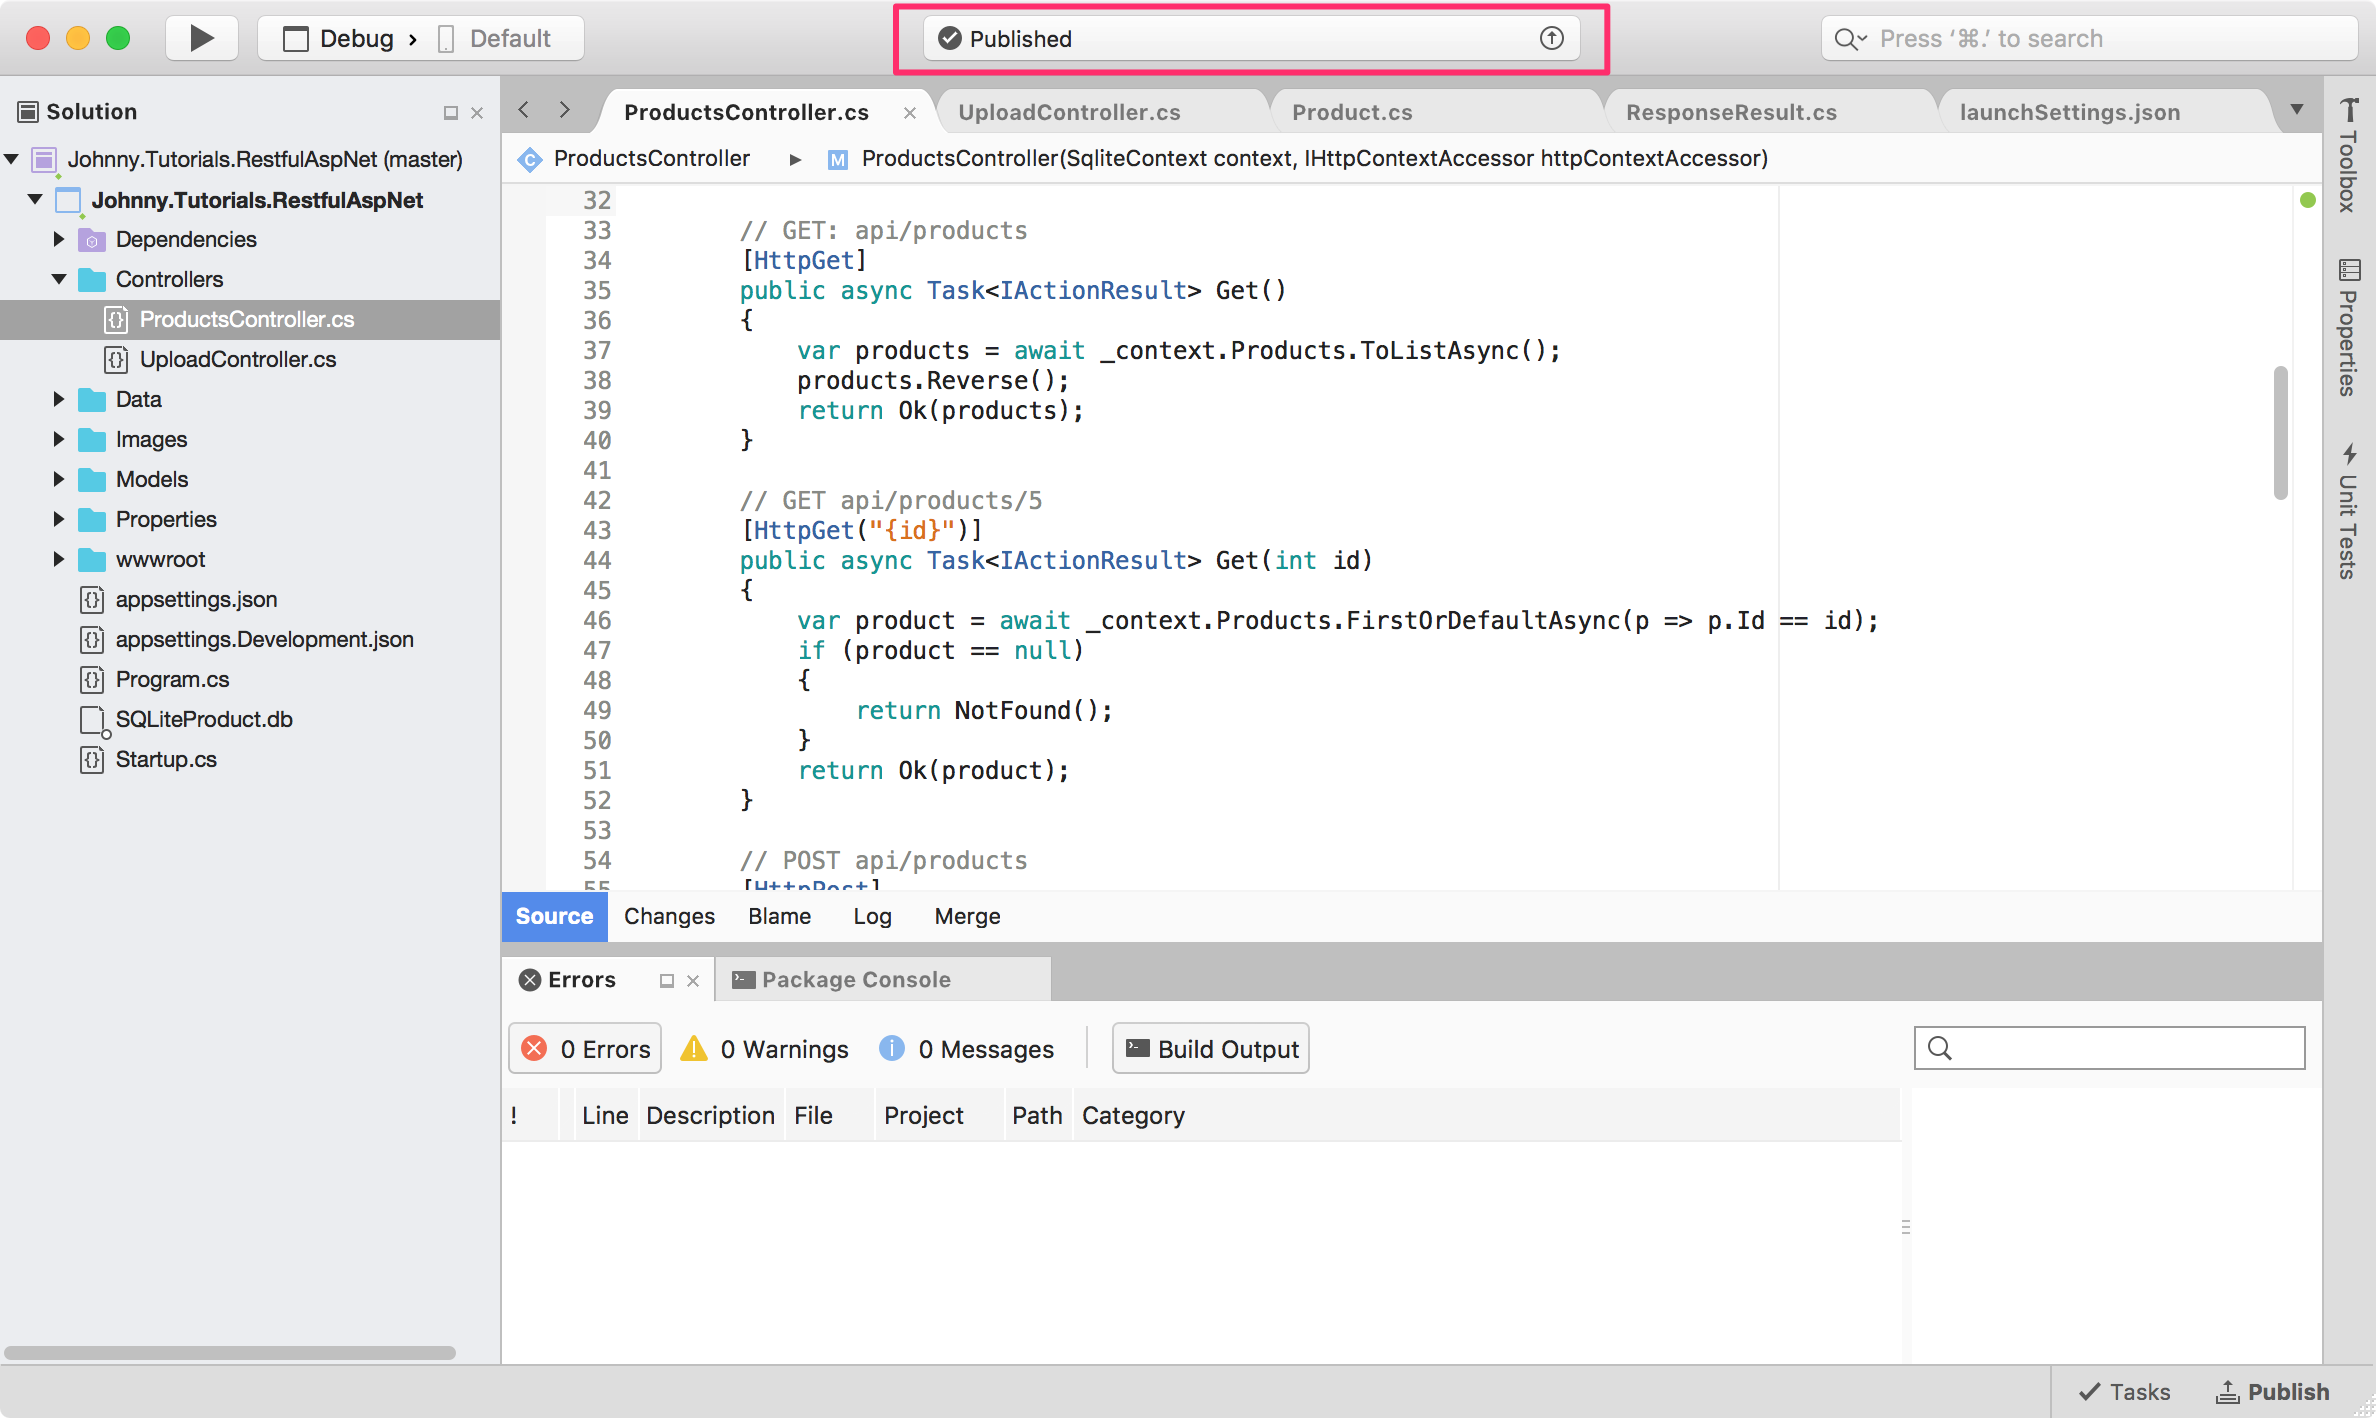 Debug › Default
Published
Press ‘⌘.’ to search
Solution
Johnny.Tutorials.RestfulAspNet (master)
Johnny.Tutorials.RestfulAspNet
Dependencies
Controllers
ProductsController.cs
UploadController.cs
Data
Images
Models
Properties
wwwroot
appsettings.json
appsettings.Development.json
Program.cs
SQLiteProduct.db
Startup.cs
ProductsController.cs UploadController.cs Product.cs ResponseResult.cs launchSettings.json
C ProductsController M ProductsController(SqliteContext context, IHttpContextAccessor httpContextAccessor)
32
33 // GET: api/products
34 [HttpGet]
35 public async Task<IActionResult> Get()
36 {
37 var products = await _context.Products.ToListAsync();
38 products.Reverse();
39 return Ok(products);
40 }
41
42 // GET api/products/5
43 [HttpGet("{id}")]
44 public async Task<IActionResult> Get(int id)
45 {
46 var product = await _context.Products.FirstOrDefaultAsync(p => p.Id == id);
47 if (product == null)
48 {
49 return NotFound();
50 }
51 return Ok(product);
52 }
53
54 // POST api/products
55 [HttpPost]
Source Changes Blame Log Merge
Errors Package Console
0 Errors 0 Warnings 0 Messages Build Output
! Line Description File Project Path Category
Toolbox
Properties
Unit Tests
Tasks Publish